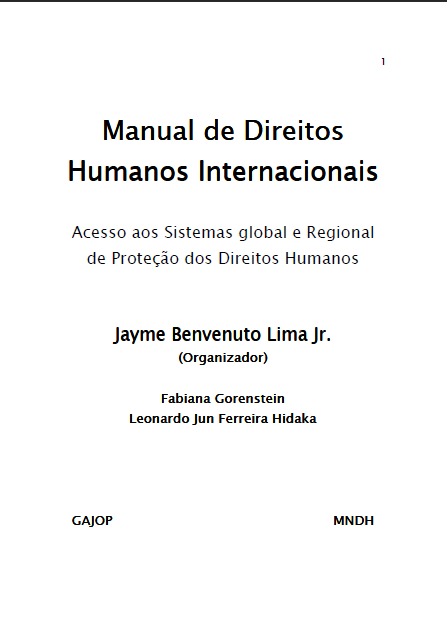 1
Manual de Direitos
Humanos Internacionais
Acesso aos Sistemas global e Regional
de Proteção dos Direitos Humanos
Jayme Benvenuto Lima Jr.
(Organizador)
Fabiana Gorenstein
Leonardo Jun Ferreira Hidaka
GAJOP MNDH